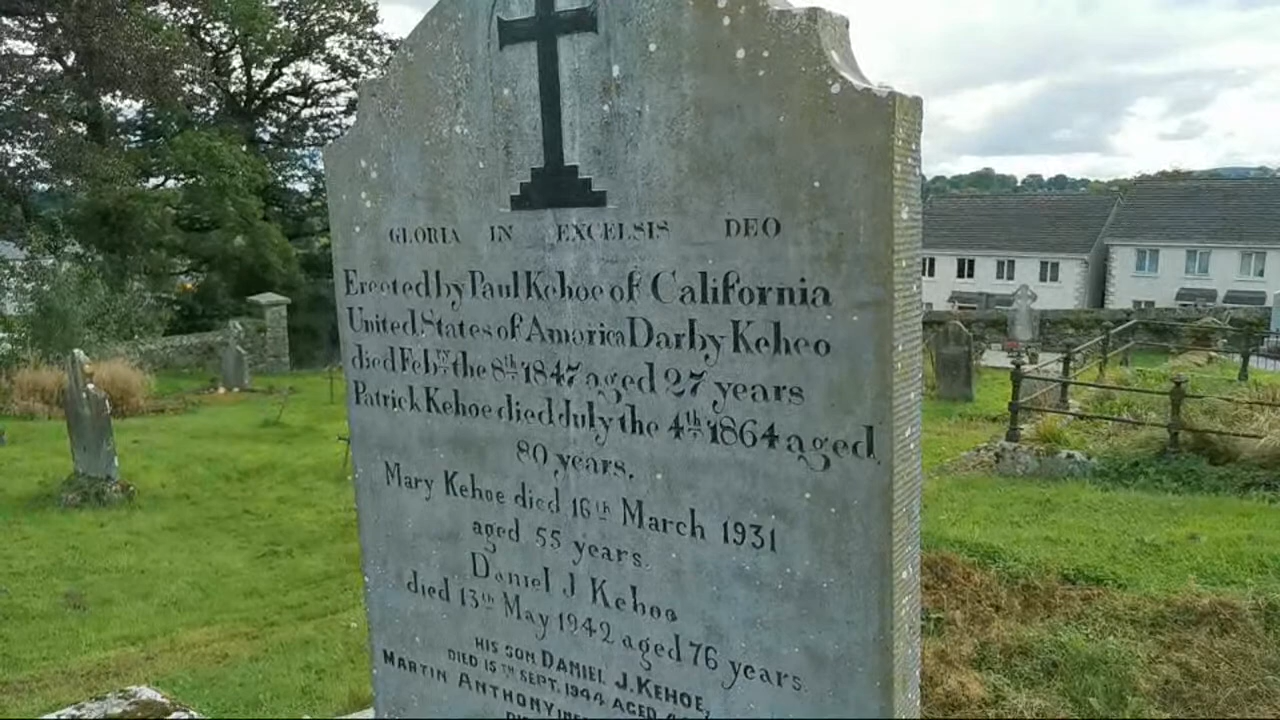 GLORIA IN EXCELSIS DEO
Erected by Paul Kehoe of California
United States of America Darby Kehoe
died Feb.ry the 8th 1847 aged 27 years
Patrick Kehoe died July the 4th 1864 aged
80 years.
Mary Kehoe died 16th March 1931
aged 55 years.
Daniel J Kehoe
died 13th May 1942 aged 76 years.
HIS SON DANIEL J. KEHOE,
DIED 15TH SEPT. 1944 AGED
MARTIN ANTHONY